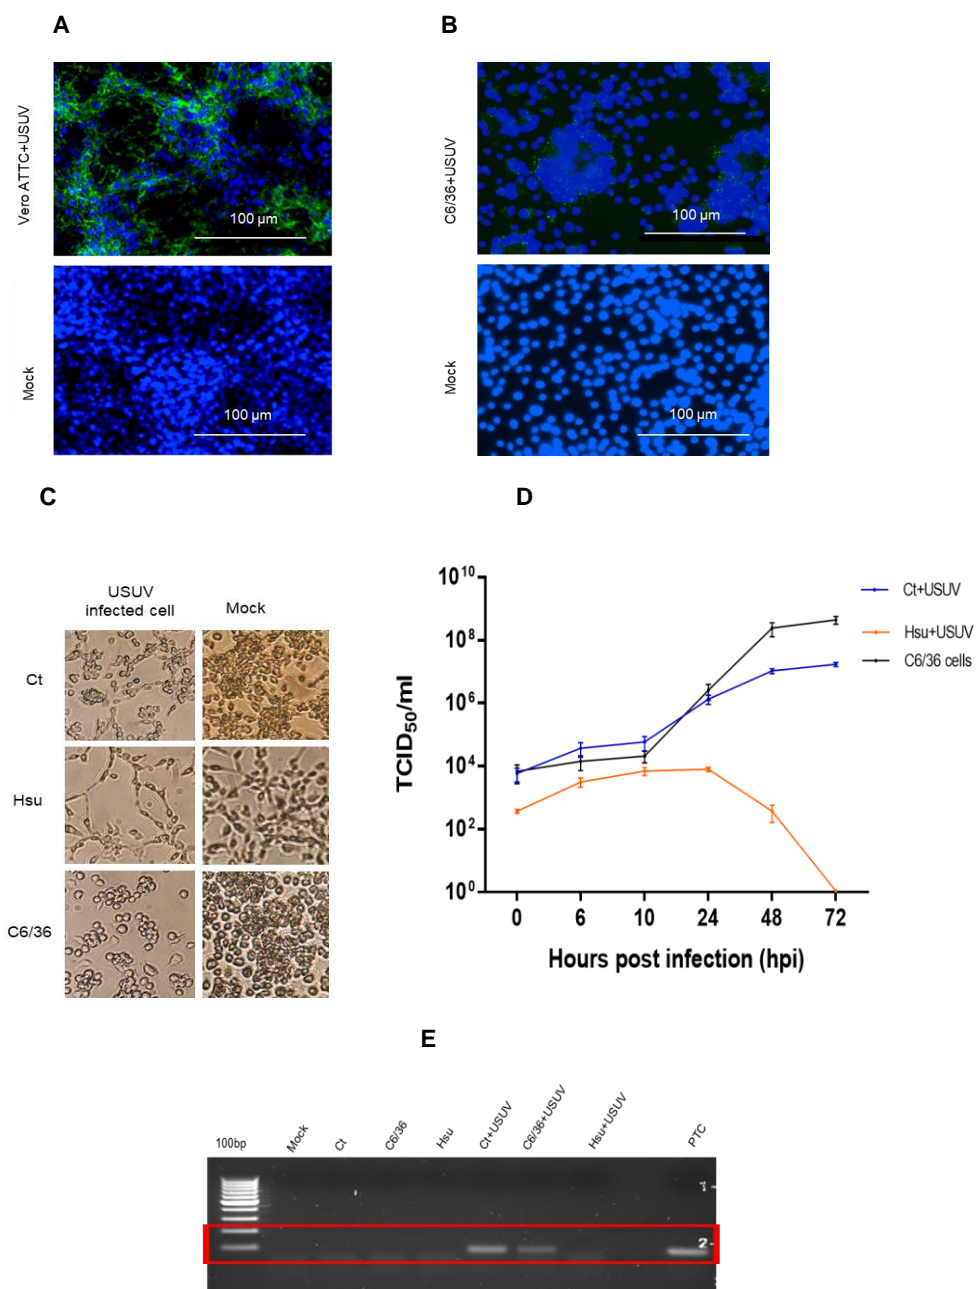 A
B
Vero ATTC+USUV
100 µm
C6/36+USUV
100 µm
Mock
100 µm
Mock
100 µm
C
D
USUV
infected cell
Mock
Ct
Hsu
C6/36
10^10
10^8
10^6
10^4
10^2
10^0
TCID50/ml
0 6 10 24 48 72
Hours post infection (hpi)
Ct+USUV
Hsu+USUV
C6/36 cells
E
100bp
Mock
Ct
C6/36
Hsu
Ct+USUV
C6/36+USUV
Hsu+USUV
PTC
2